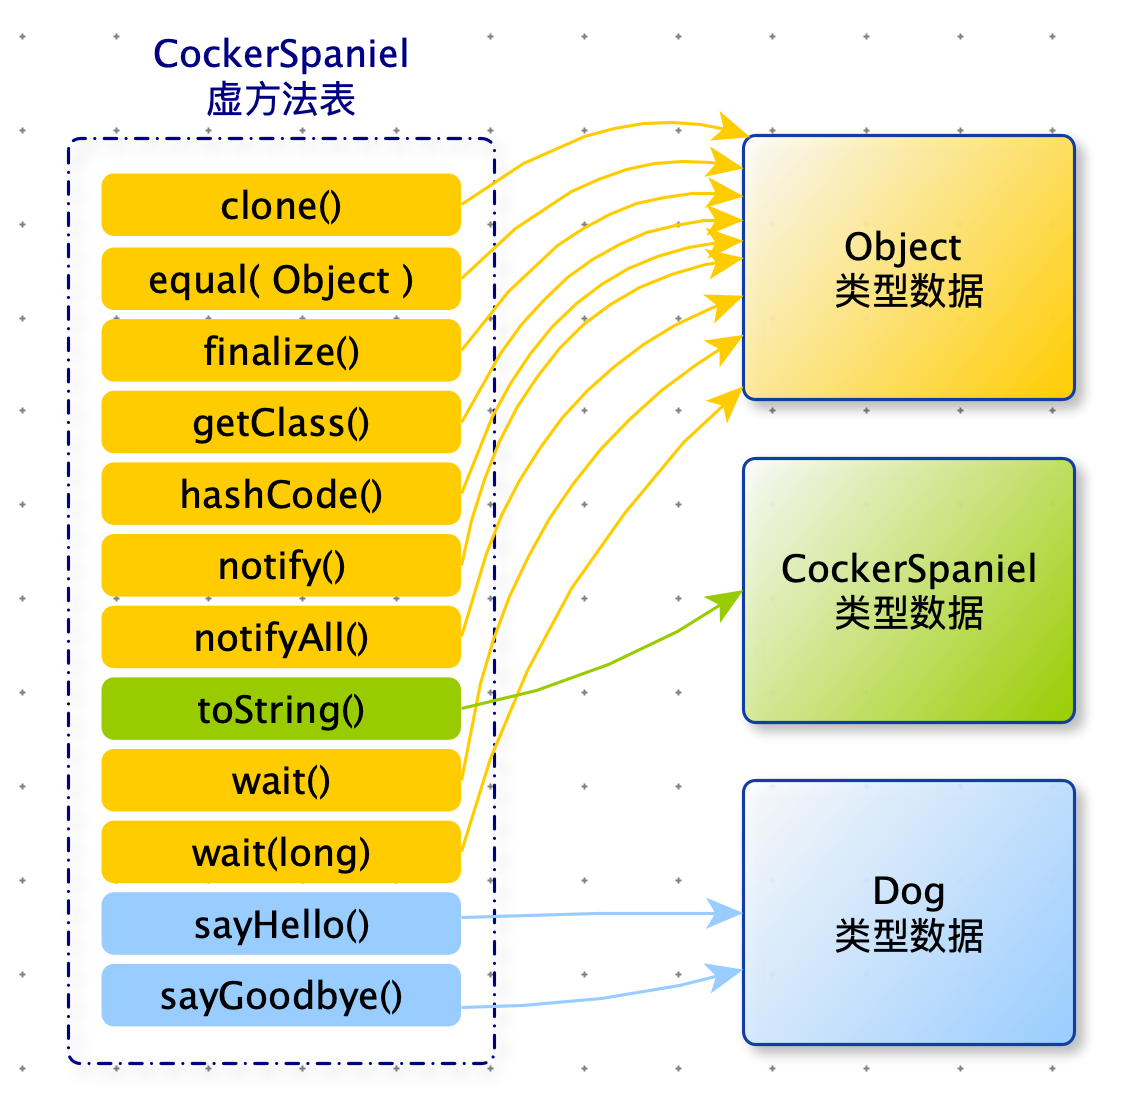 CockerSpaniel
虚方法表
clone()
equal( Object )
finalize()
getClass()
hashCode()
notify()
notifyAll()
toString()
wait()
wait(long)
sayHello()
sayGoodbye()
Object
类型数据
CockerSpaniel
类型数据
Dog
类型数据